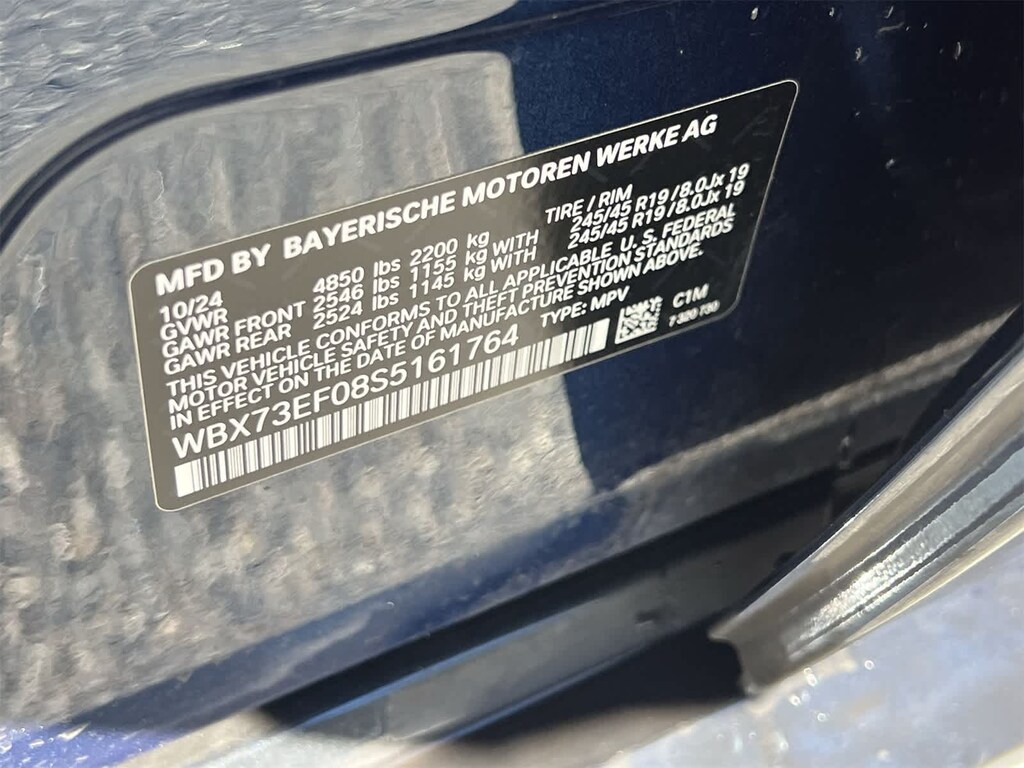 MFD BY BAYERISCHE MOTOREN WERKE AG
10/24 TIRE / RIM
GVWR 4850 lbs 2200 kg
GAWR FRONT 2546 lbs 1155 kg WITH 245/45 R19 /8.0Jx 19
GAWR REAR 2524 lbs 1145 kg WITH 245/45 R19 /8.0Jx 19
THIS VEHICLE CONFORMS TO ALL APPLICABLE U. S. FEDERAL
MOTOR VEHICLE SAFETY AND THEFT PREVENTION STANDARDS
IN EFFECT ON THE DATE OF MANUFACTURE SHOWN ABOVE.
WBX73EF08S5161764 TYPE: MPV C1M
7 320 730